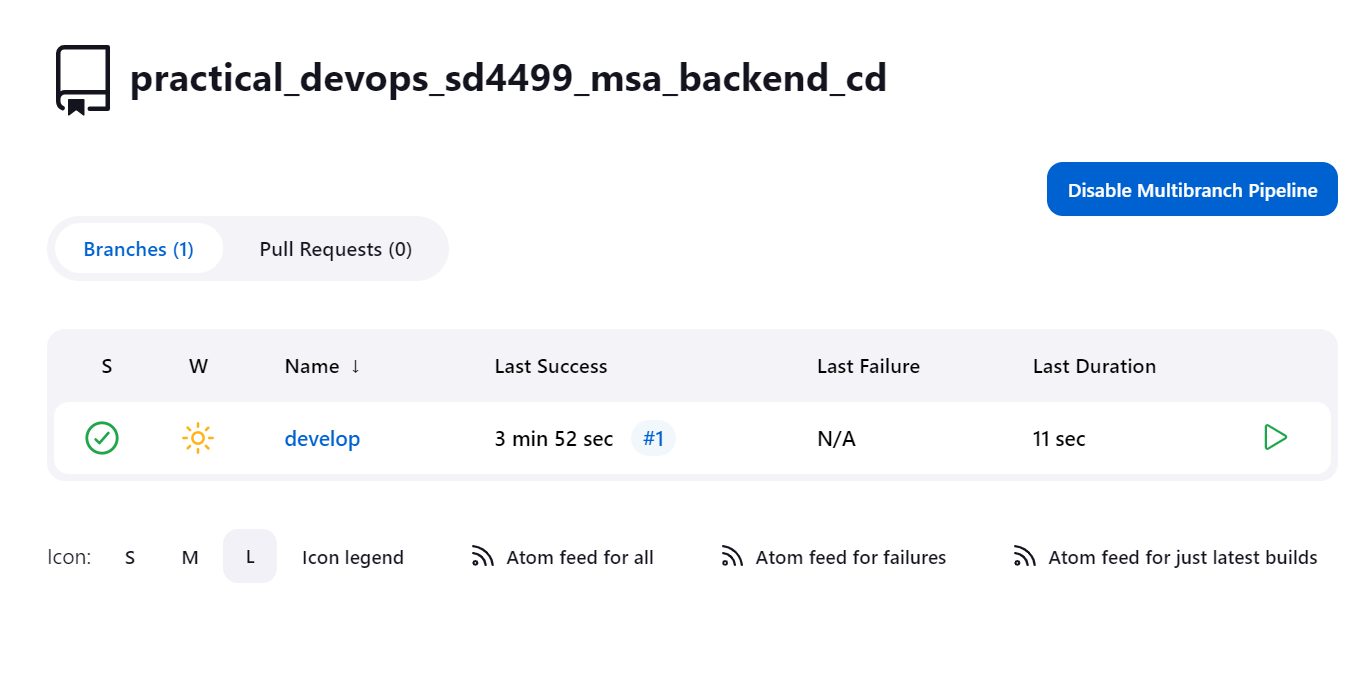 practical_devops_sd4499_msa_backend_cd
Disable Multibranch Pipeline
Branches (1) Pull Requests (0)
S W Name ↓ Last Success Last Failure Last Duration
develop 3 min 52 sec #1 N/A 11 sec
Icon: S M L Icon legend Atom feed for all Atom feed for failures Atom feed for just latest builds